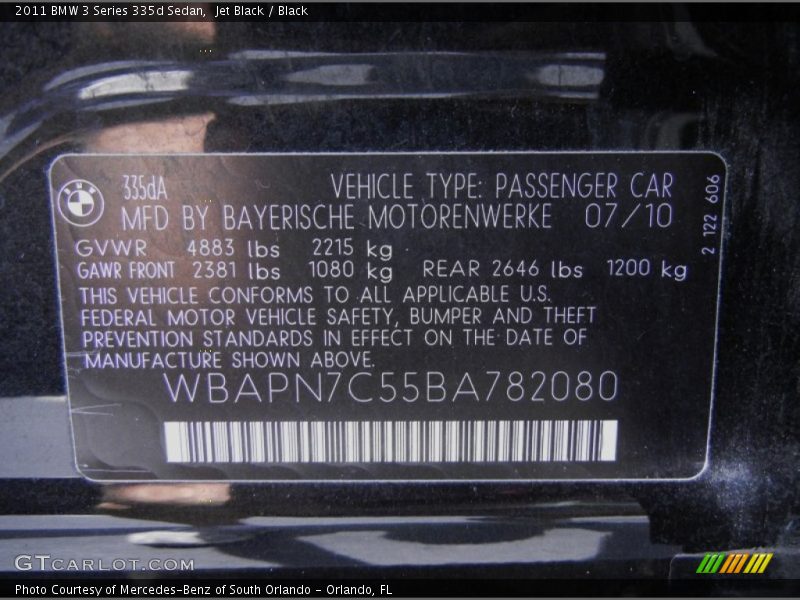 2011 BMW 3 Series 335d Sedan,  Jet Black / Black
BMW
335dA
VEHICLE TYPE: PASSENGER CAR
MFD BY BAYERISCHE MOTORENWERKE 07/10
GVWR 4883 lbs 2215 kg
GAWR FRONT 2381 lbs 1080 kg REAR 2646 lbs 1200 kg
THIS VEHICLE CONFORMS TO ALL APPLICABLE U.S.
FEDERAL MOTOR VEHICLE SAFETY, BUMPER AND THEFT
PREVENTION STANDARDS IN EFFECT ON THE DATE OF
MANUFACTURE SHOWN ABOVE.
WBAPN7C55BA782080
2 122 606
GTCARLOT.COM
Photo Courtesy of Mercedes-Benz of South Orlando - Orlando, FL